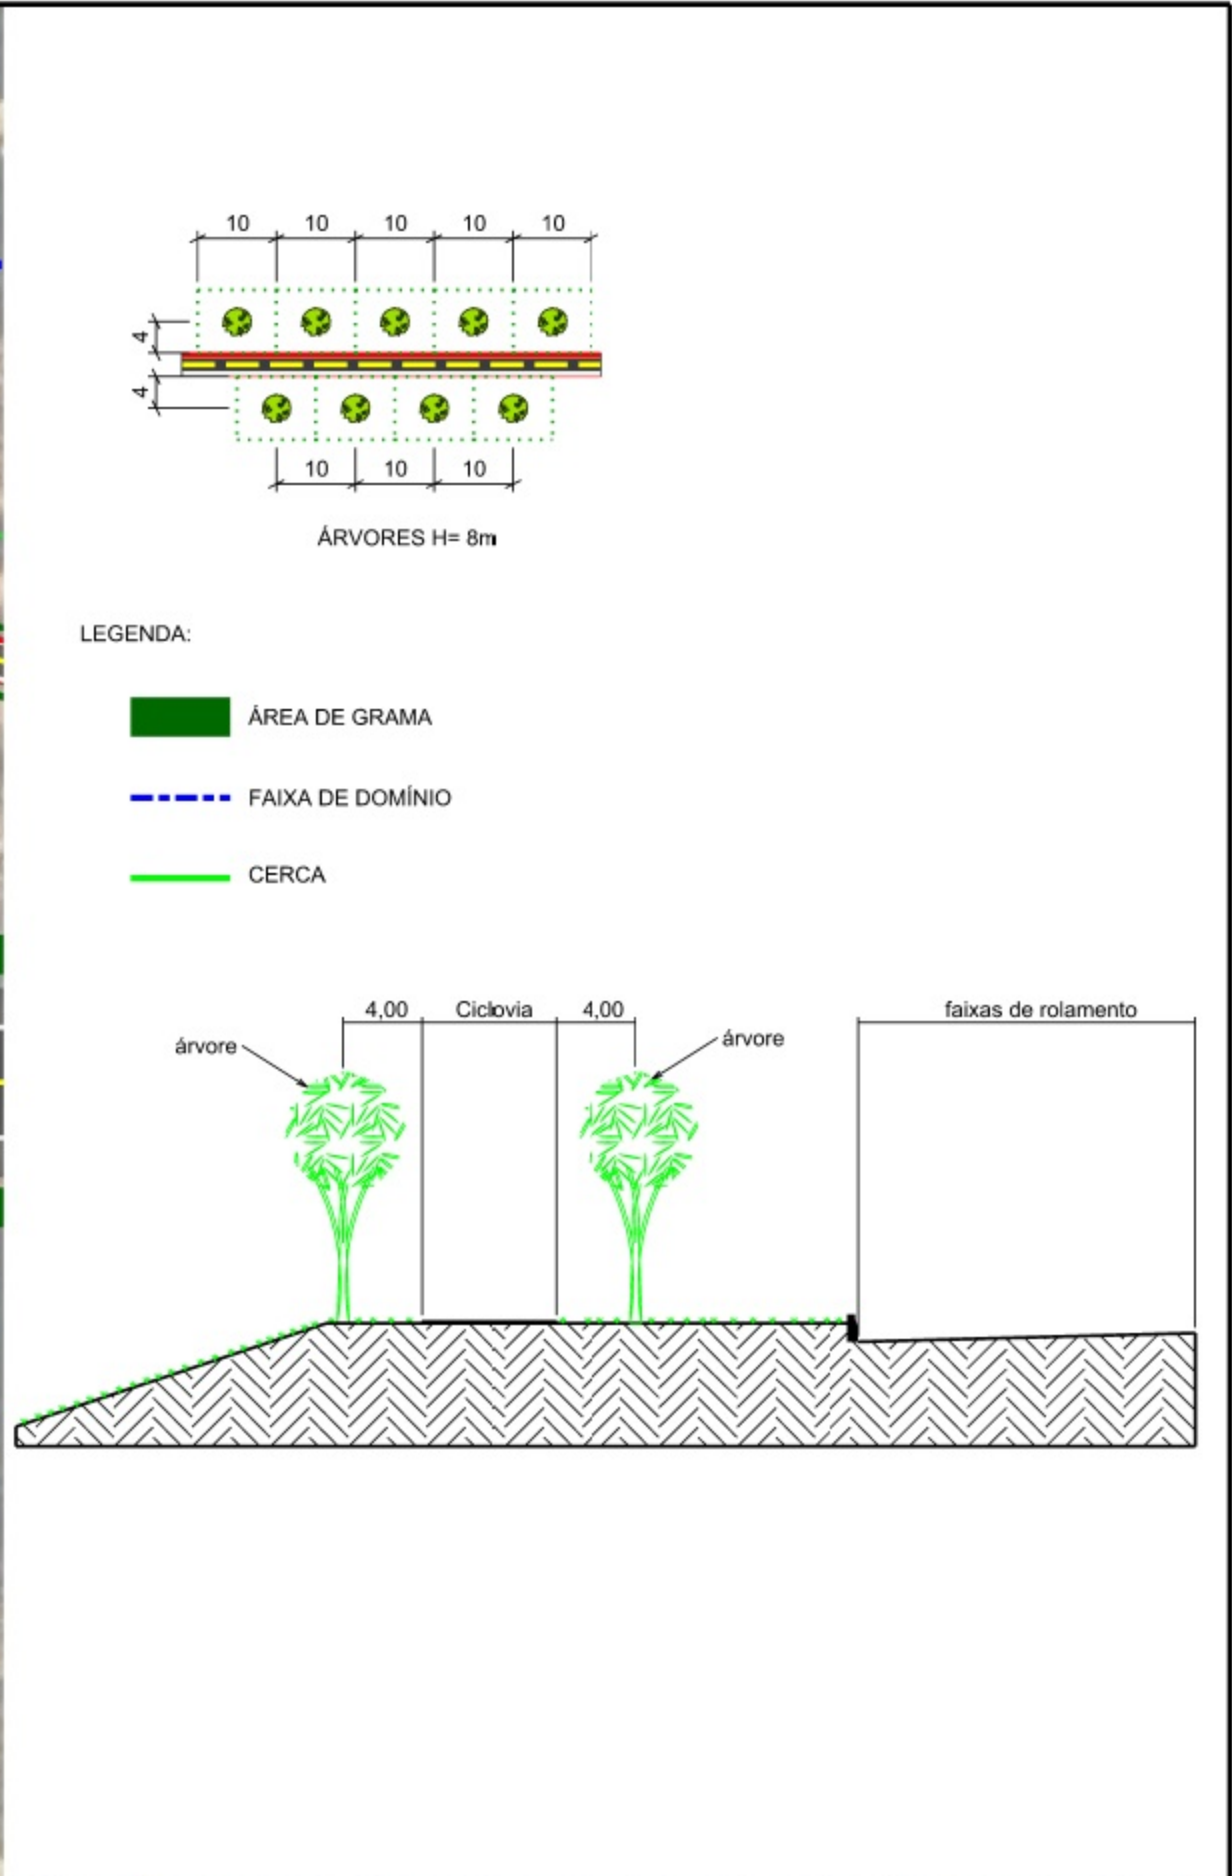 10 10 10 10 10
4
4
10 10 10
ÁRVORES H= 8m
LEGENDA:
ÁREA DE GRAMA
FAIXA DE DOMÍNIO
CERCA
4,00 Ciclovia 4,00 faixas de rolamento
árvore árvore